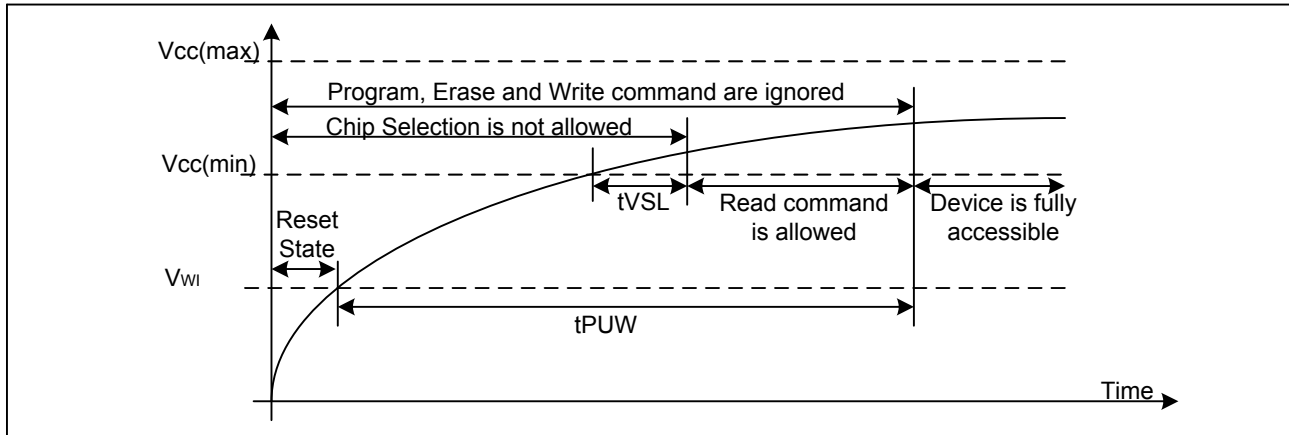 Vcc(max)
Program, Erase and Write command are ignored
Chip Selection is not allowed
Vcc(min)
tVSL
Read command
is allowed
Device is fully
accessible
Reset
State
VWI
tPUW
Time